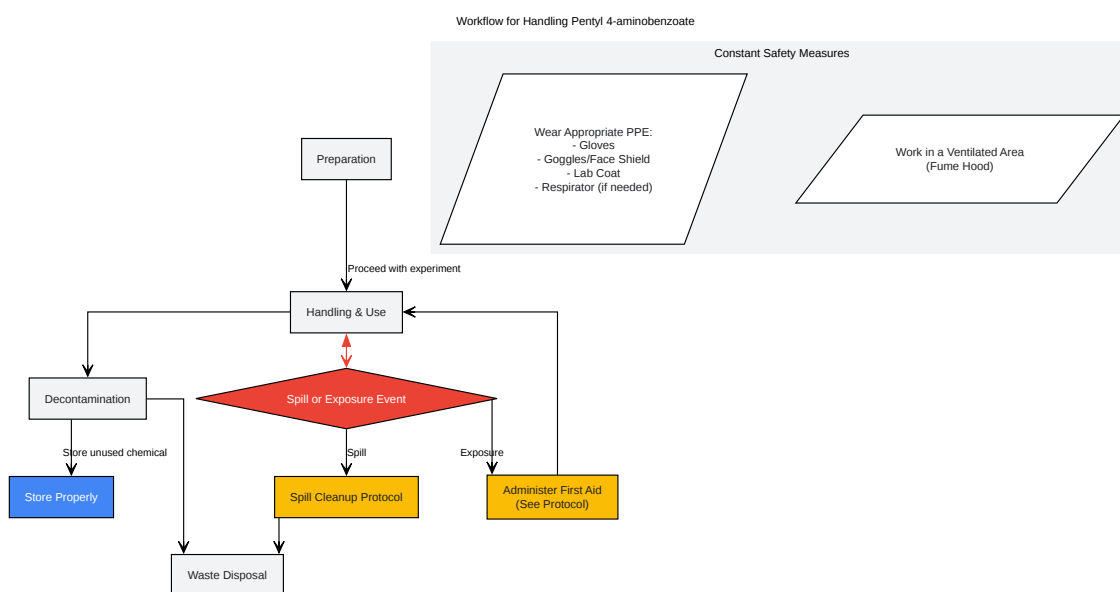 Workflow for Handling Pentyl 4-aminobenzoate
Constant Safety Measures
Wear Appropriate PPE:
- Gloves
- Goggles/Face Shield
- Lab Coat
- Respirator (if needed)
Work in a Ventilated Area
(Fume Hood)
Preparation
Proceed with experiment
Handling & Use
Decontamination
Spill or Exposure Event
Store unused chemical
Spill
Exposure
Store Properly
Spill Cleanup Protocol
Administer First Aid
(See Protocol)
Waste Disposal